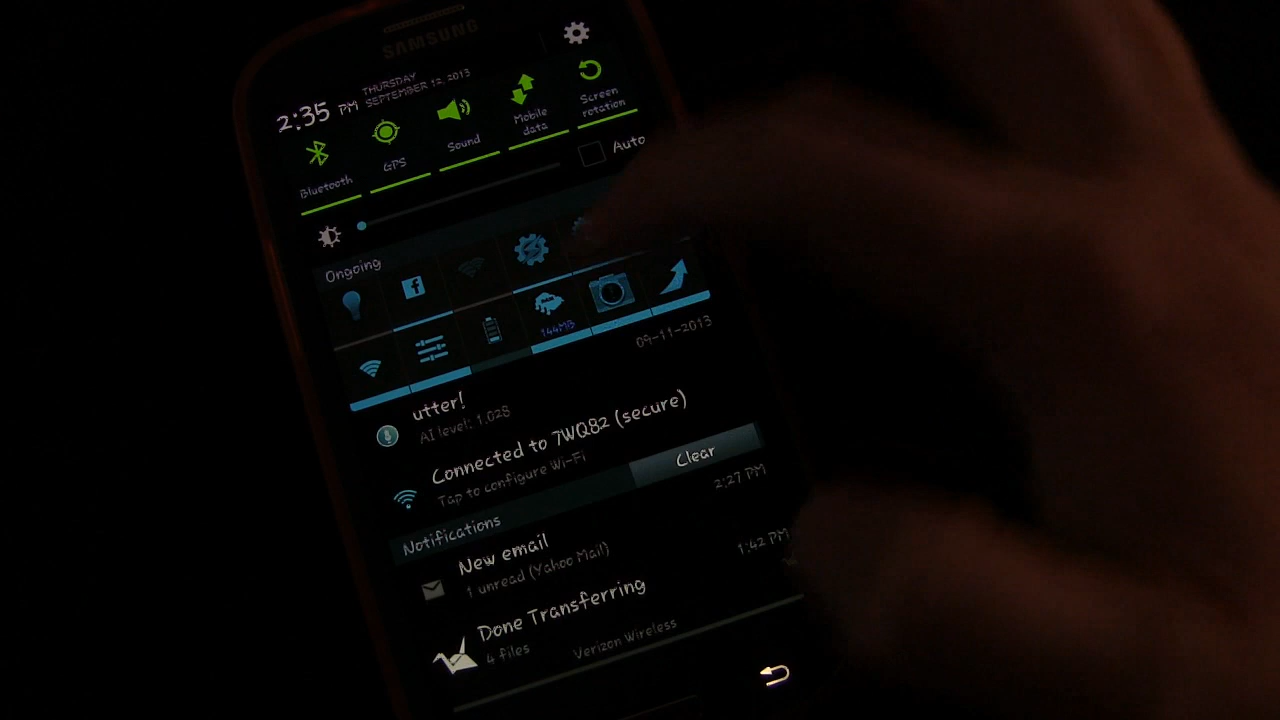 SAMSUNG
2:35 PM
THURSDAY
SEPTEMBER 12, 2013
Bluetooth
GPS
Sound
Mobile
data
Screen
rotation
Auto
Ongoing
144MB
09-11-2013
utter!
AI level: 1.028
Connected to 7WQ82 (secure)
Tap to configure Wi-Fi
Clear
Notifications
2:27 PM
New email
1 unread (Yahoo Mail)
1:42 PM
Done Transferring
4 files
Verizon Wireless